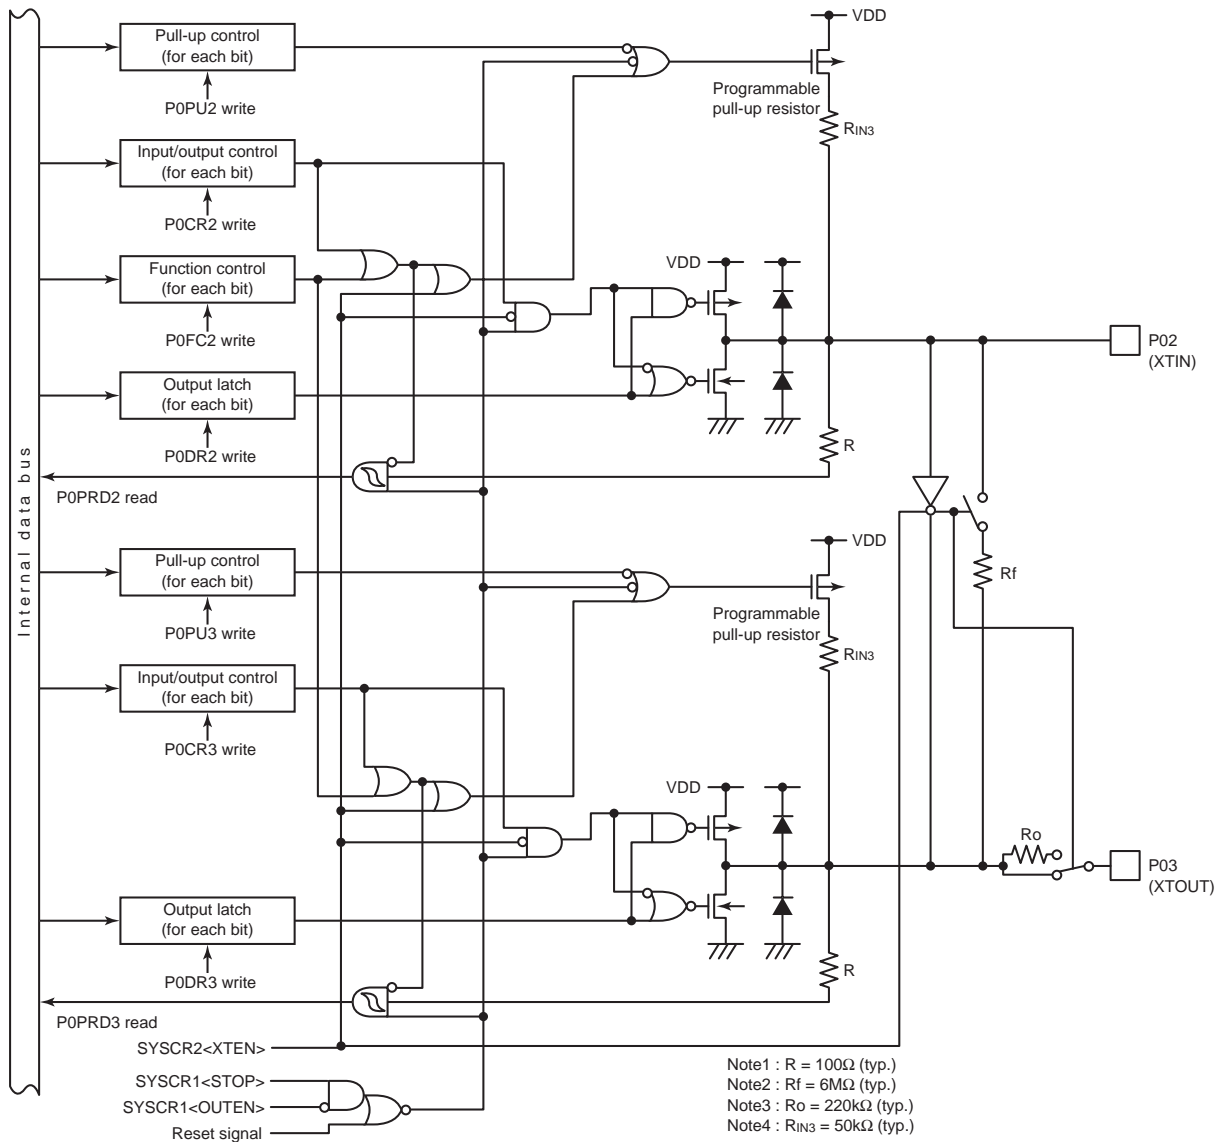 VDD
Pull-up control
(for each bit)
P0PU2 write
Programmable
pull-up resistor
RIN3
Input/output control
(for each bit)
P0CR2 write
Function control
(for each bit)
P0FC2 write
VDD
P02
(XTIN)
Output latch
(for each bit)
P0DR2 write
R
P0PRD2 read
Internal data bus
VDD
Pull-up control
(for each bit)
P0PU3 write
Rf
Programmable
pull-up resistor
RIN3
Input/output control
(for each bit)
P0CR3 write
VDD
Ro
P03
(XTOUT)
Output latch
(for each bit)
P0DR3 write
R
P0PRD3 read
SYSCR2<XTEN>
SYSCR1<STOP>
SYSCR1<OUTEN>
Reset signal
Note1 : R = 100Ω (typ.)
Note2 : Rf = 6MΩ (typ.)
Note3 : Ro = 220kΩ (typ.)
Note4 : RIN3 = 50kΩ (typ.)